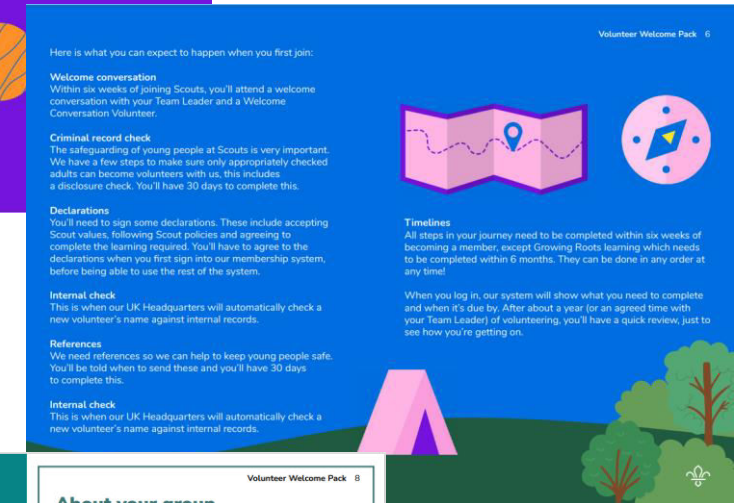 Volunteer Welcome Pack 6
Here is what you can expect to happen when you first join:
Welcome conversation
Within six weeks of joining Scouts, you'll attend a welcome
conversation with your Team Leader and a Welcome
Conversation Volunteer.
Criminal record check
The safeguarding of young people at Scouts is very important.
We have a few steps to make sure only appropriately checked
adults can become volunteers with us, this includes
a disclosure check. You'll have 30 days to complete this.
Declarations
You'll need to sign some declarations. These include accepting
Scout values, following Scout policies and agreeing to
complete the learning required. You'll have to agree to the
declarations when you first sign into our membership system,
before being able to use the rest of the system.
Internal check
This is when our UK Headquarters will automatically check a
new volunteer's name against internal records.
References
We need references so we can help to keep young people safe.
You'll be told when to send these and you'll have 30 days
to complete this.
Internal check
This is when our UK Headquarters will automatically check a
new volunteer's name against internal records.
Timelines
All steps in your journey need to be completed within six weeks of
becoming a member, except Growing Roots learning which needs
to be completed within 6 months. They can be done in any order at
any time!
When you log in, our system will show what you need to complete
and when it's due by. After about a year (or an agreed time with
your Team Leader) of volunteering, you'll have a quick review, just to
see how you're getting on.
Volunteer Welcome Pack 8
About your group